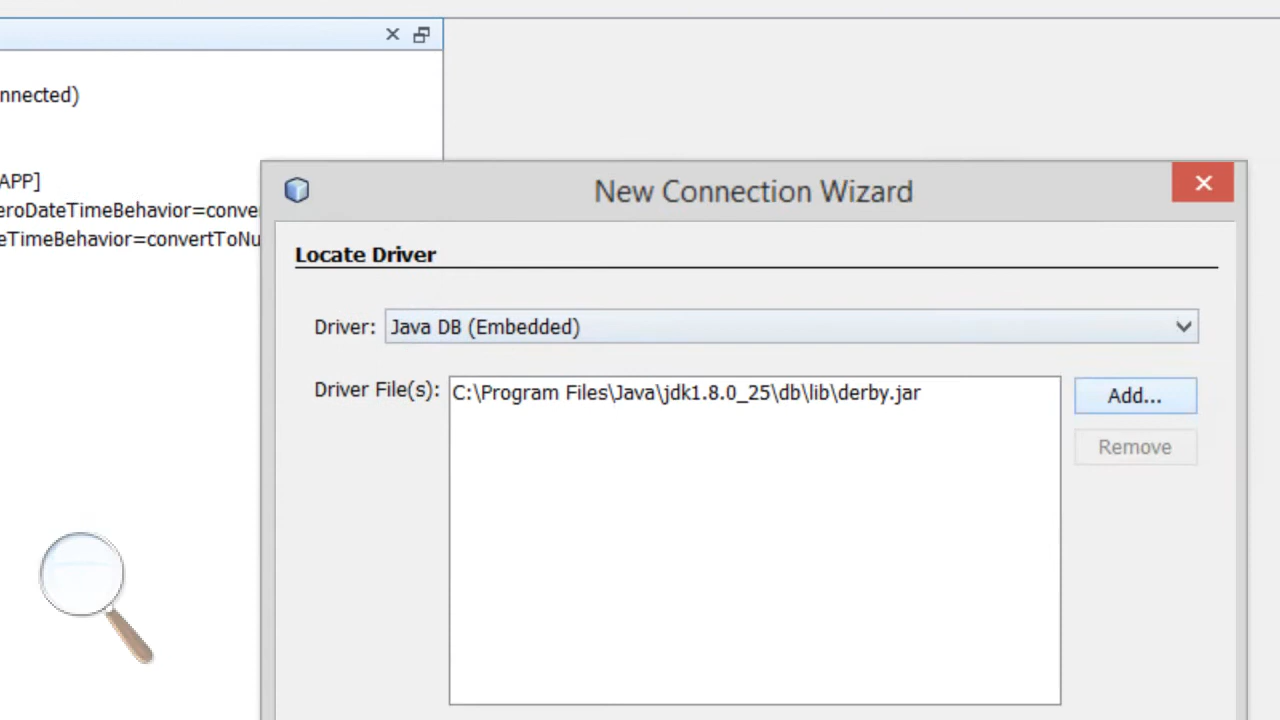 nnected)
APP]
eroDateTimeBehavior=conve
eTimeBehavior=convertToNu
New Connection Wizard
Locate Driver
Driver: Java DB (Embedded)
Driver File(s): C:\Program Files\Java\jdk1.8.0_25\db\lib\derby.jar
Add...
Remove